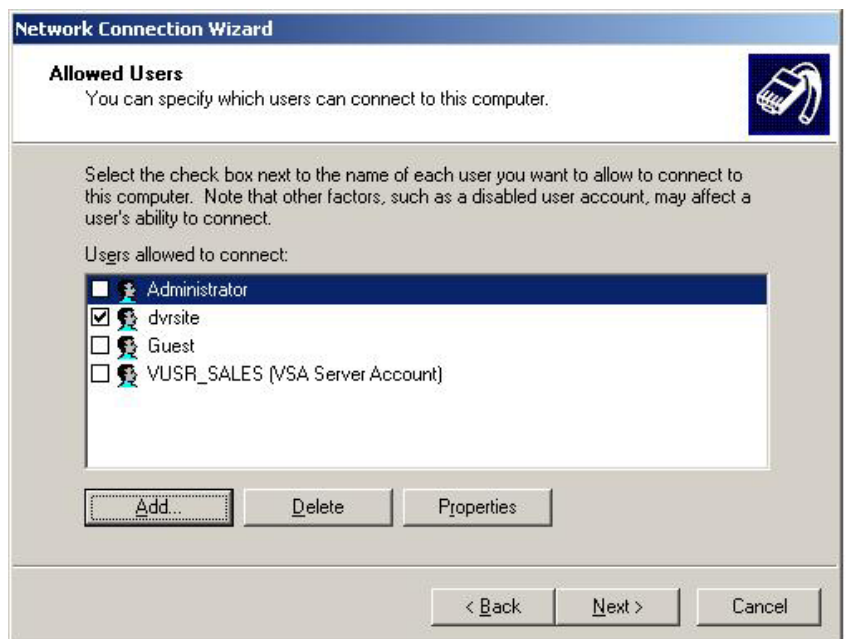 Network Connection Wizard
Allowed Users
You can specify which users can connect to this computer.
Select the check box next to the name of each user you want to allow to connect to
this computer. Note that other factors, such as a disabled user account, may affect a
user's ability to connect.
Users allowed to connect:
Administrator
dvrsite
Guest
VUSR_SALES (VSA Server Account)
Add... Delete Properties
< Back Next > Cancel